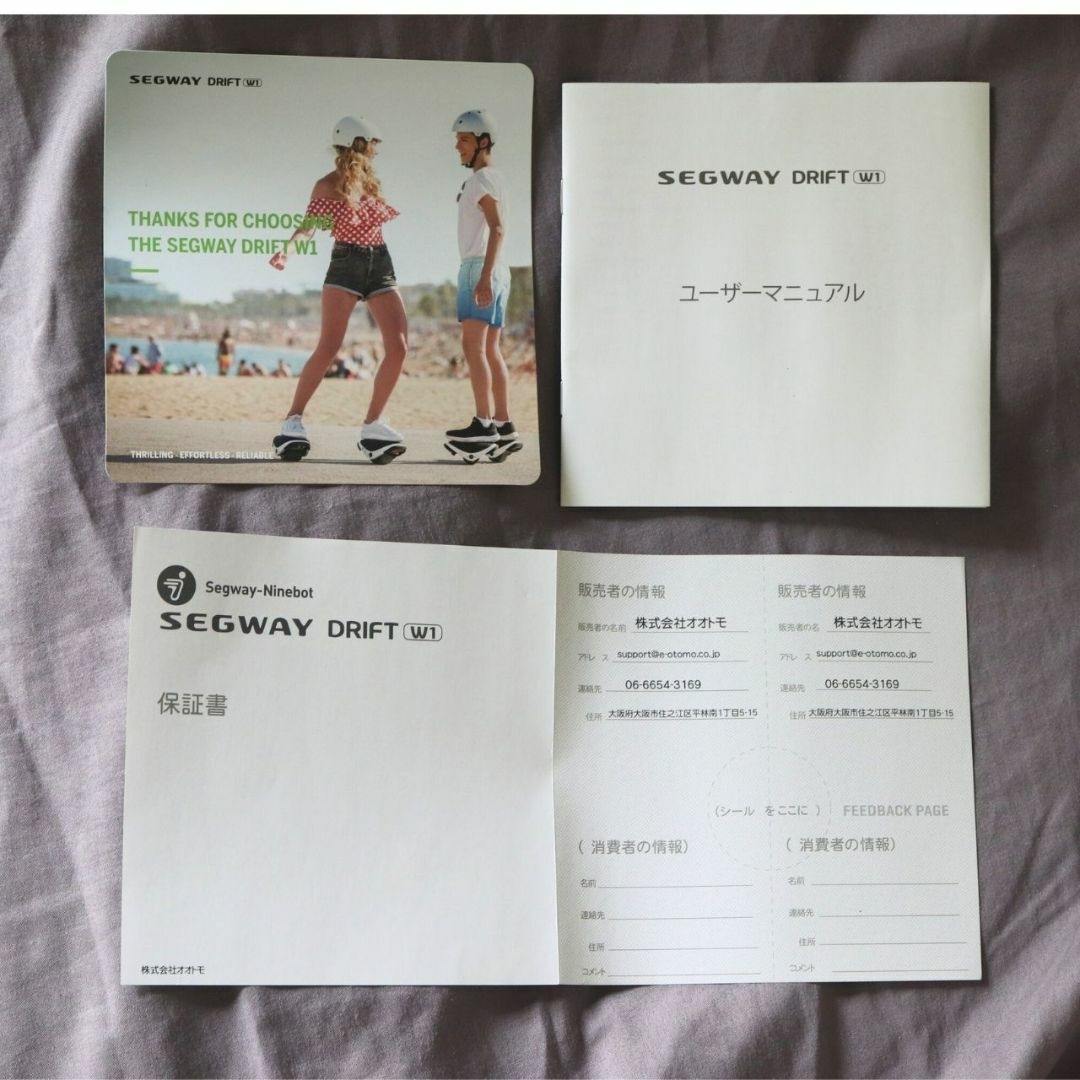 SEGWAY DRIFT W1
THANKS FOR CHOOSING
THE SEGWAY DRIFT W1
THRILLING · EFFORTLESS · RELIABLE
SEGWAY DRIFT W1
ユーザーマニュアル
Segway-Ninebot
SEGWAY DRIFT W1
保証書
株式会社オオトモ
販売者の情報
販売者の名前 株式会社オオトモ
アドレス support@e-otomo.co.jp
連絡先 06-6654-3169
住所 大阪府大阪市住之江区平林南1丁目5-15
販売者の情報
販売者の名 株式会社オオトモ
アドレス support@e-otomo.co.jp
連絡先 06-6654-3169
住所 大阪府大阪市住之江区平林南1丁目5-15
(シール をここに ) FEEDBACK PAGE
( 消費者の情報)
名前
連絡先
住所
コメント
( 消費者の情報)
名前
連絡先
住所
コメント